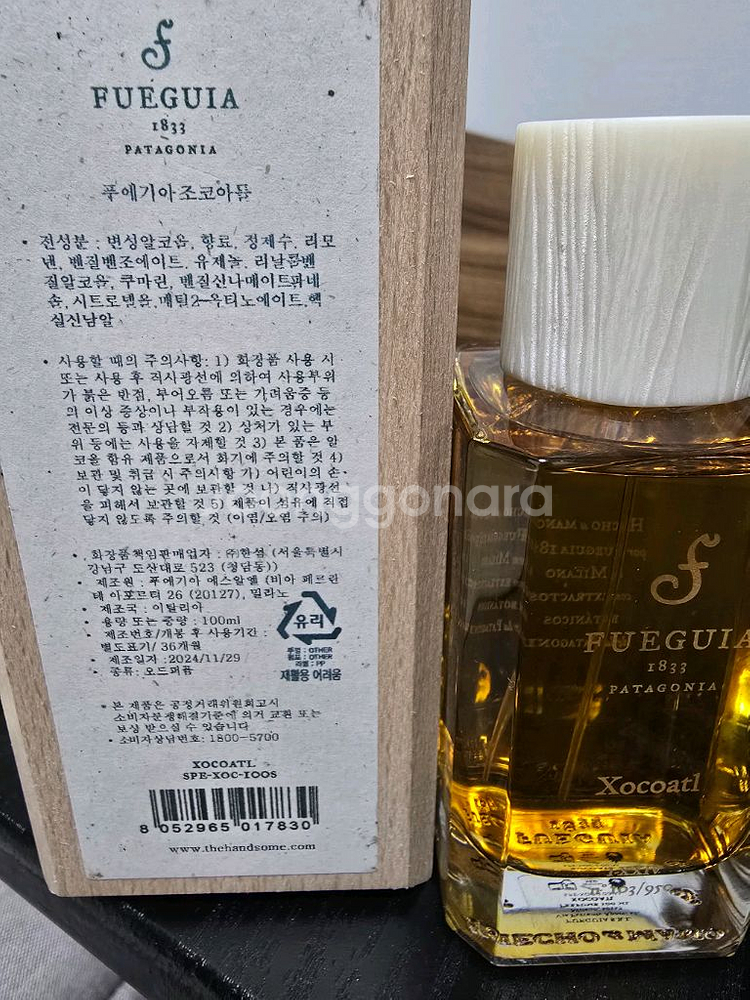 f
FUEGUIA
1833
PATAGONIA
푸에기아조코아틀
• 전성분 : 변성알코올, 향료, 정제수, 리모
넨, 벤질벤조에이트, 유제놀, 리날룰벤
질알코올, 쿠마린, 벤질신나메이트파네
솔, 시트로넬올,메틸2-옥티노에이트,헥
실신남알
• 사용할 때의 주의사항: 1) 화장품 사용 시
또는 사용 후 직사광선에 의하여 사용부위
가 붉은 반점, 부어오름 또는 가려움증 등
의 이상 증상이나 부작용이 있는 경우에는
전문의 등과 상담할 것 2) 상처가 있는 부
위 등에는 사용을 자제할 것 3) 본 품은 알
코올 함유 제품으로서 화기에 주의할 것 4)
보관 및 취급 시 주의사항 가) 어린이의 손
이 닿지 않는 곳에 보관할 것 나) 직사광선
을 피해서 보관할 것 5) 제품이 섬유에 직접
닿지 않도록 주의할 것 (이염/오염 주의)
• 화장품책임판매업자 : ㈜한섬 (서울특별시
강남구 도산대로 523 (청담동))
• 제조원 : 푸에기아 에스알엘 (비아 페르란
테 아포르티 26 (20127), 밀라노
• 제조국 : 이탈리아
• 용량 또는 중량 : 100ml
• 제조번호/개봉 후 사용기간 :
별도표기/ 36개월
• 제조일자 :2024/11/29
• 종류: 오드퍼퓸
유리
뚜껑 : OTHER
펌프 : OTHER
라벨 : PP
재활용 어려움
• 본 제품은 공정거래위원회고시
소비자분쟁해결기준에 의거 교환 또는
보상 받으실 수 있습니다
• 소비자상담번호: 1800-5700
XOCOATL
SPE-XOC-100S
8 052965 017830
www.thehandsome.com
f
FUEGUIA
1833
PATAGONIA
Xocoatl